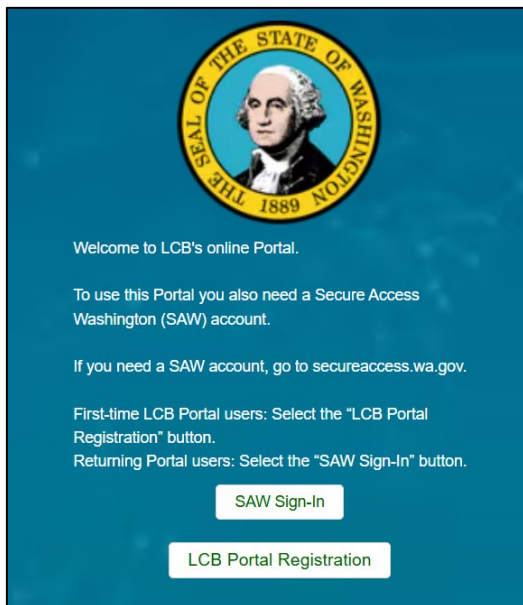 THE SEAL OF THE STATE OF WASHINGTON
1889
Welcome to LCB's online Portal.
To use this Portal you also need a Secure Access
Washington (SAW) account.
If you need a SAW account, go to secureaccess.wa.gov.
First-time LCB Portal users: Select the “LCB Portal
Registration” button.
Returning Portal users: Select the “SAW Sign-In” button.
SAW Sign-In
LCB Portal Registration